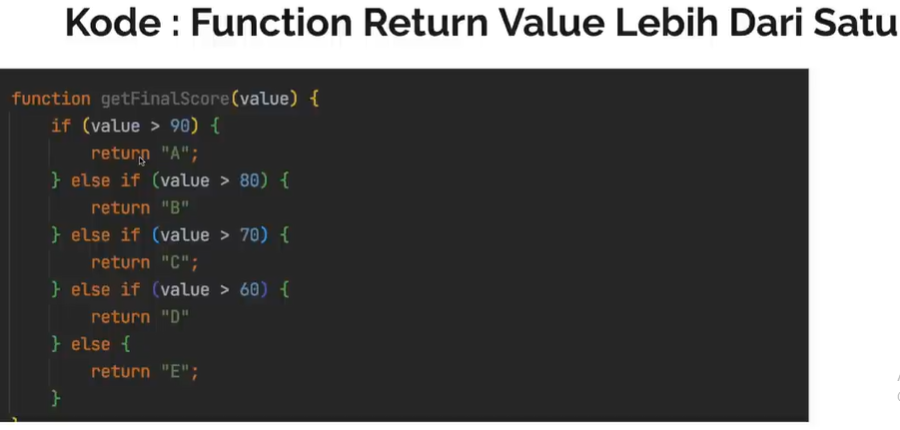 Kode : Function Return Value Lebih Dari Satu
function getFinalScore(value) {
    if (value > 90) {
        return "A";
    } else if (value > 80) {
        return "B"
    } else if (value > 70) {
        return "C";
    } else if (value > 60) {
        return "D"
    } else {
        return "E";
    }